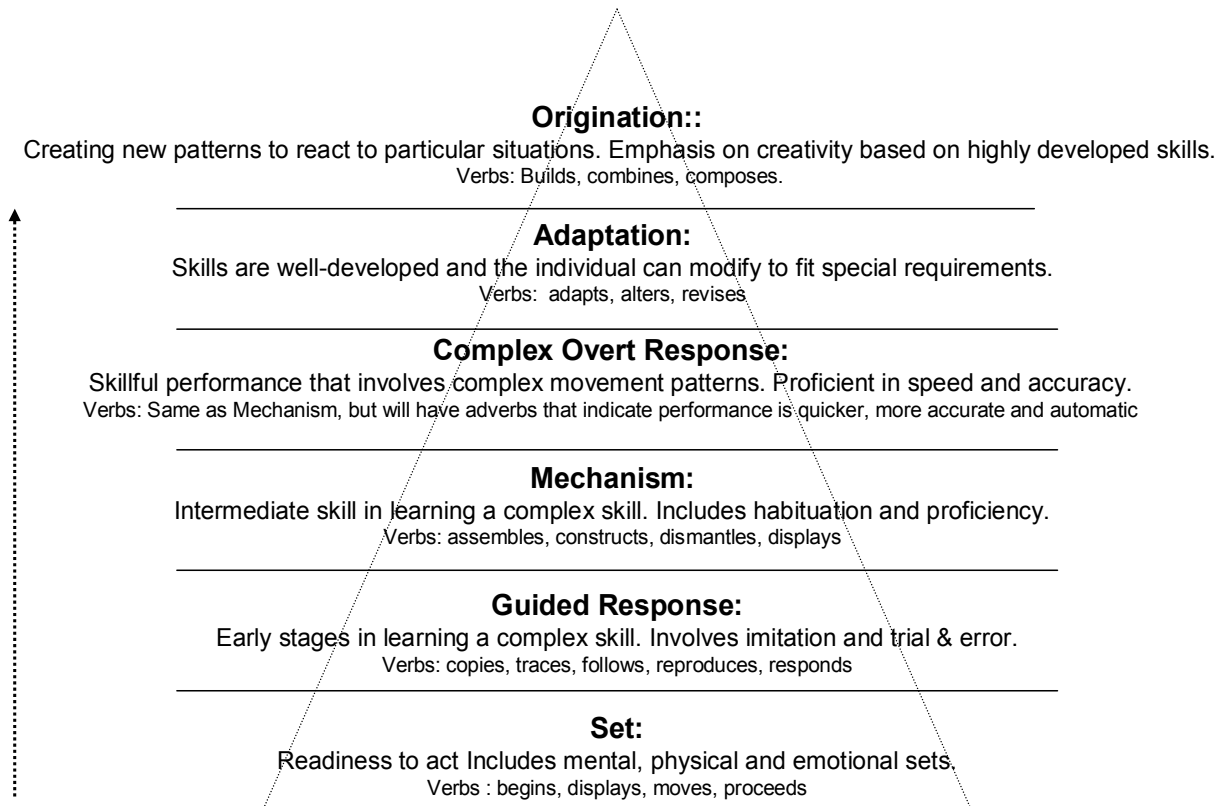 Origination::
Creating new patterns to react to particular situations. Emphasis on creativity based on highly developed skills.
Verbs: Builds, combines, composes.
Adaptation:
Skills are well-developed and the individual can modify to fit special requirements.
Verbs:  adapts, alters, revises
Complex Overt Response:
Skillful performance that involves complex movement patterns. Proficient in speed and accuracy.
Verbs: Same as Mechanism, but will have adverbs that indicate performance is quicker, more accurate and automatic
Mechanism:
Intermediate skill in learning a complex skill. Includes habituation and proficiency.
Verbs: assembles, constructs, dismantles, displays
Guided Response:
Early stages in learning a complex skill. Involves imitation and trial & error.
Verbs: copies, traces, follows, reproduces, responds
Set:
Readiness to act Includes mental, physical and emotional sets.
Verbs : begins, displays, moves, proceeds